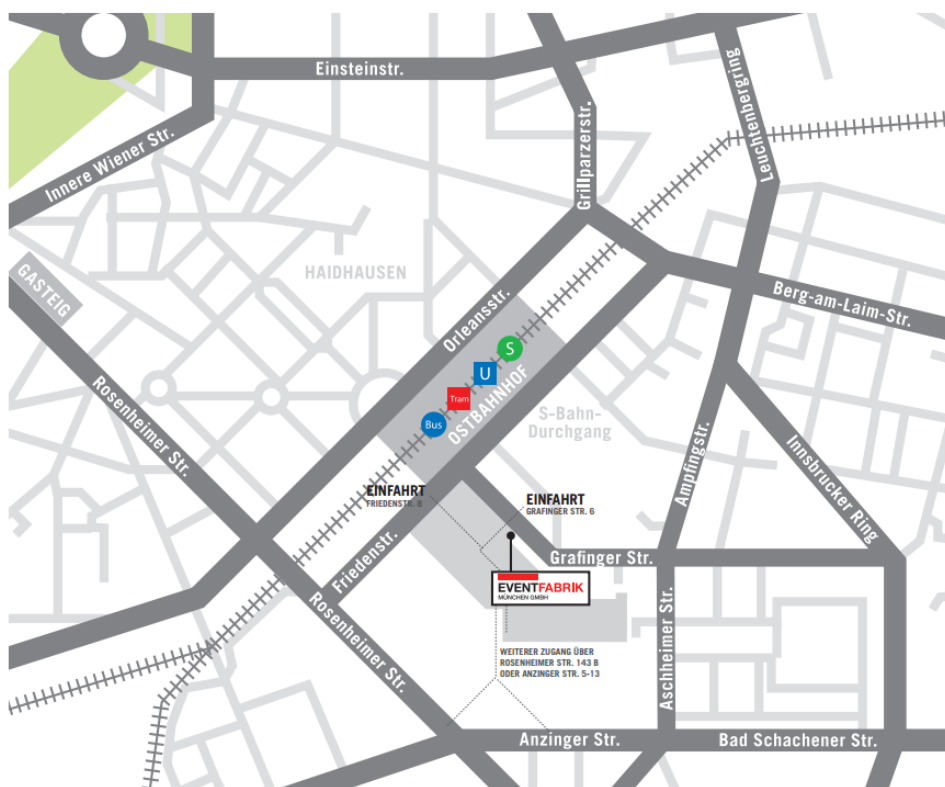 Einsteinstr.
Leuchtenbergring
Innere Wiener Str.
Grillparzerstr.
HAIDHAUSEN
GASTEIG
Orleansstr.
Berg-am-Laim-Str.
S
U
Tram
Bus
OSTBAHNHOF
Rosenheimer Str.
S-Bahn-
Durchgang
Ampfingstr.
Innsbrucker Ring
EINFAHRT
FRIEDENSTR. 8
EINFAHRT
GRAFINGER STR. 6
Friedenstr.
Grafinger Str.
EVENTFABRIK
MÜNCHEN GMBH
Rosenheimer Str.
Aschheimer Str.
WEITERER ZUGANG ÜBER
ROSENHEIMER STR. 143 B
ODER ANZINGER STR. 5-13
Anzinger Str.
Bad Schachener Str.